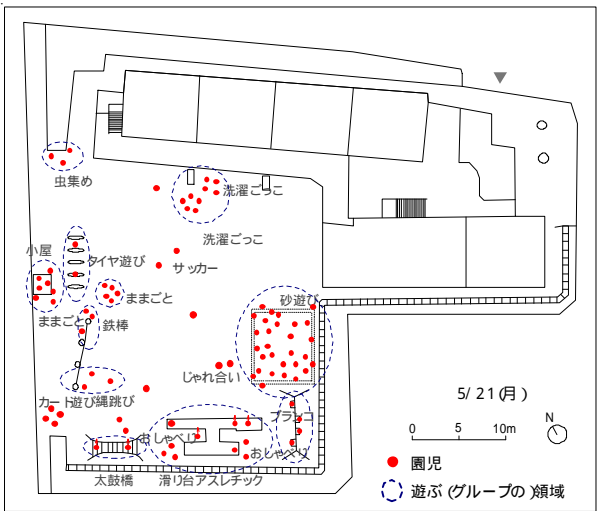 虫集め
洗濯ごっこ
洗濯ごっこ
小屋
タイヤ遊び
サッカー
ままごと
砂遊び
ままごと
鉄棒
じゃれ合い
5/21(月)
カート遊び
縄跳び
ブランコ
N
0 5 10m
おしゃべり
おしゃべり
園児
太鼓橋
滑り台アスレチック
遊ぶ(グループの)領域